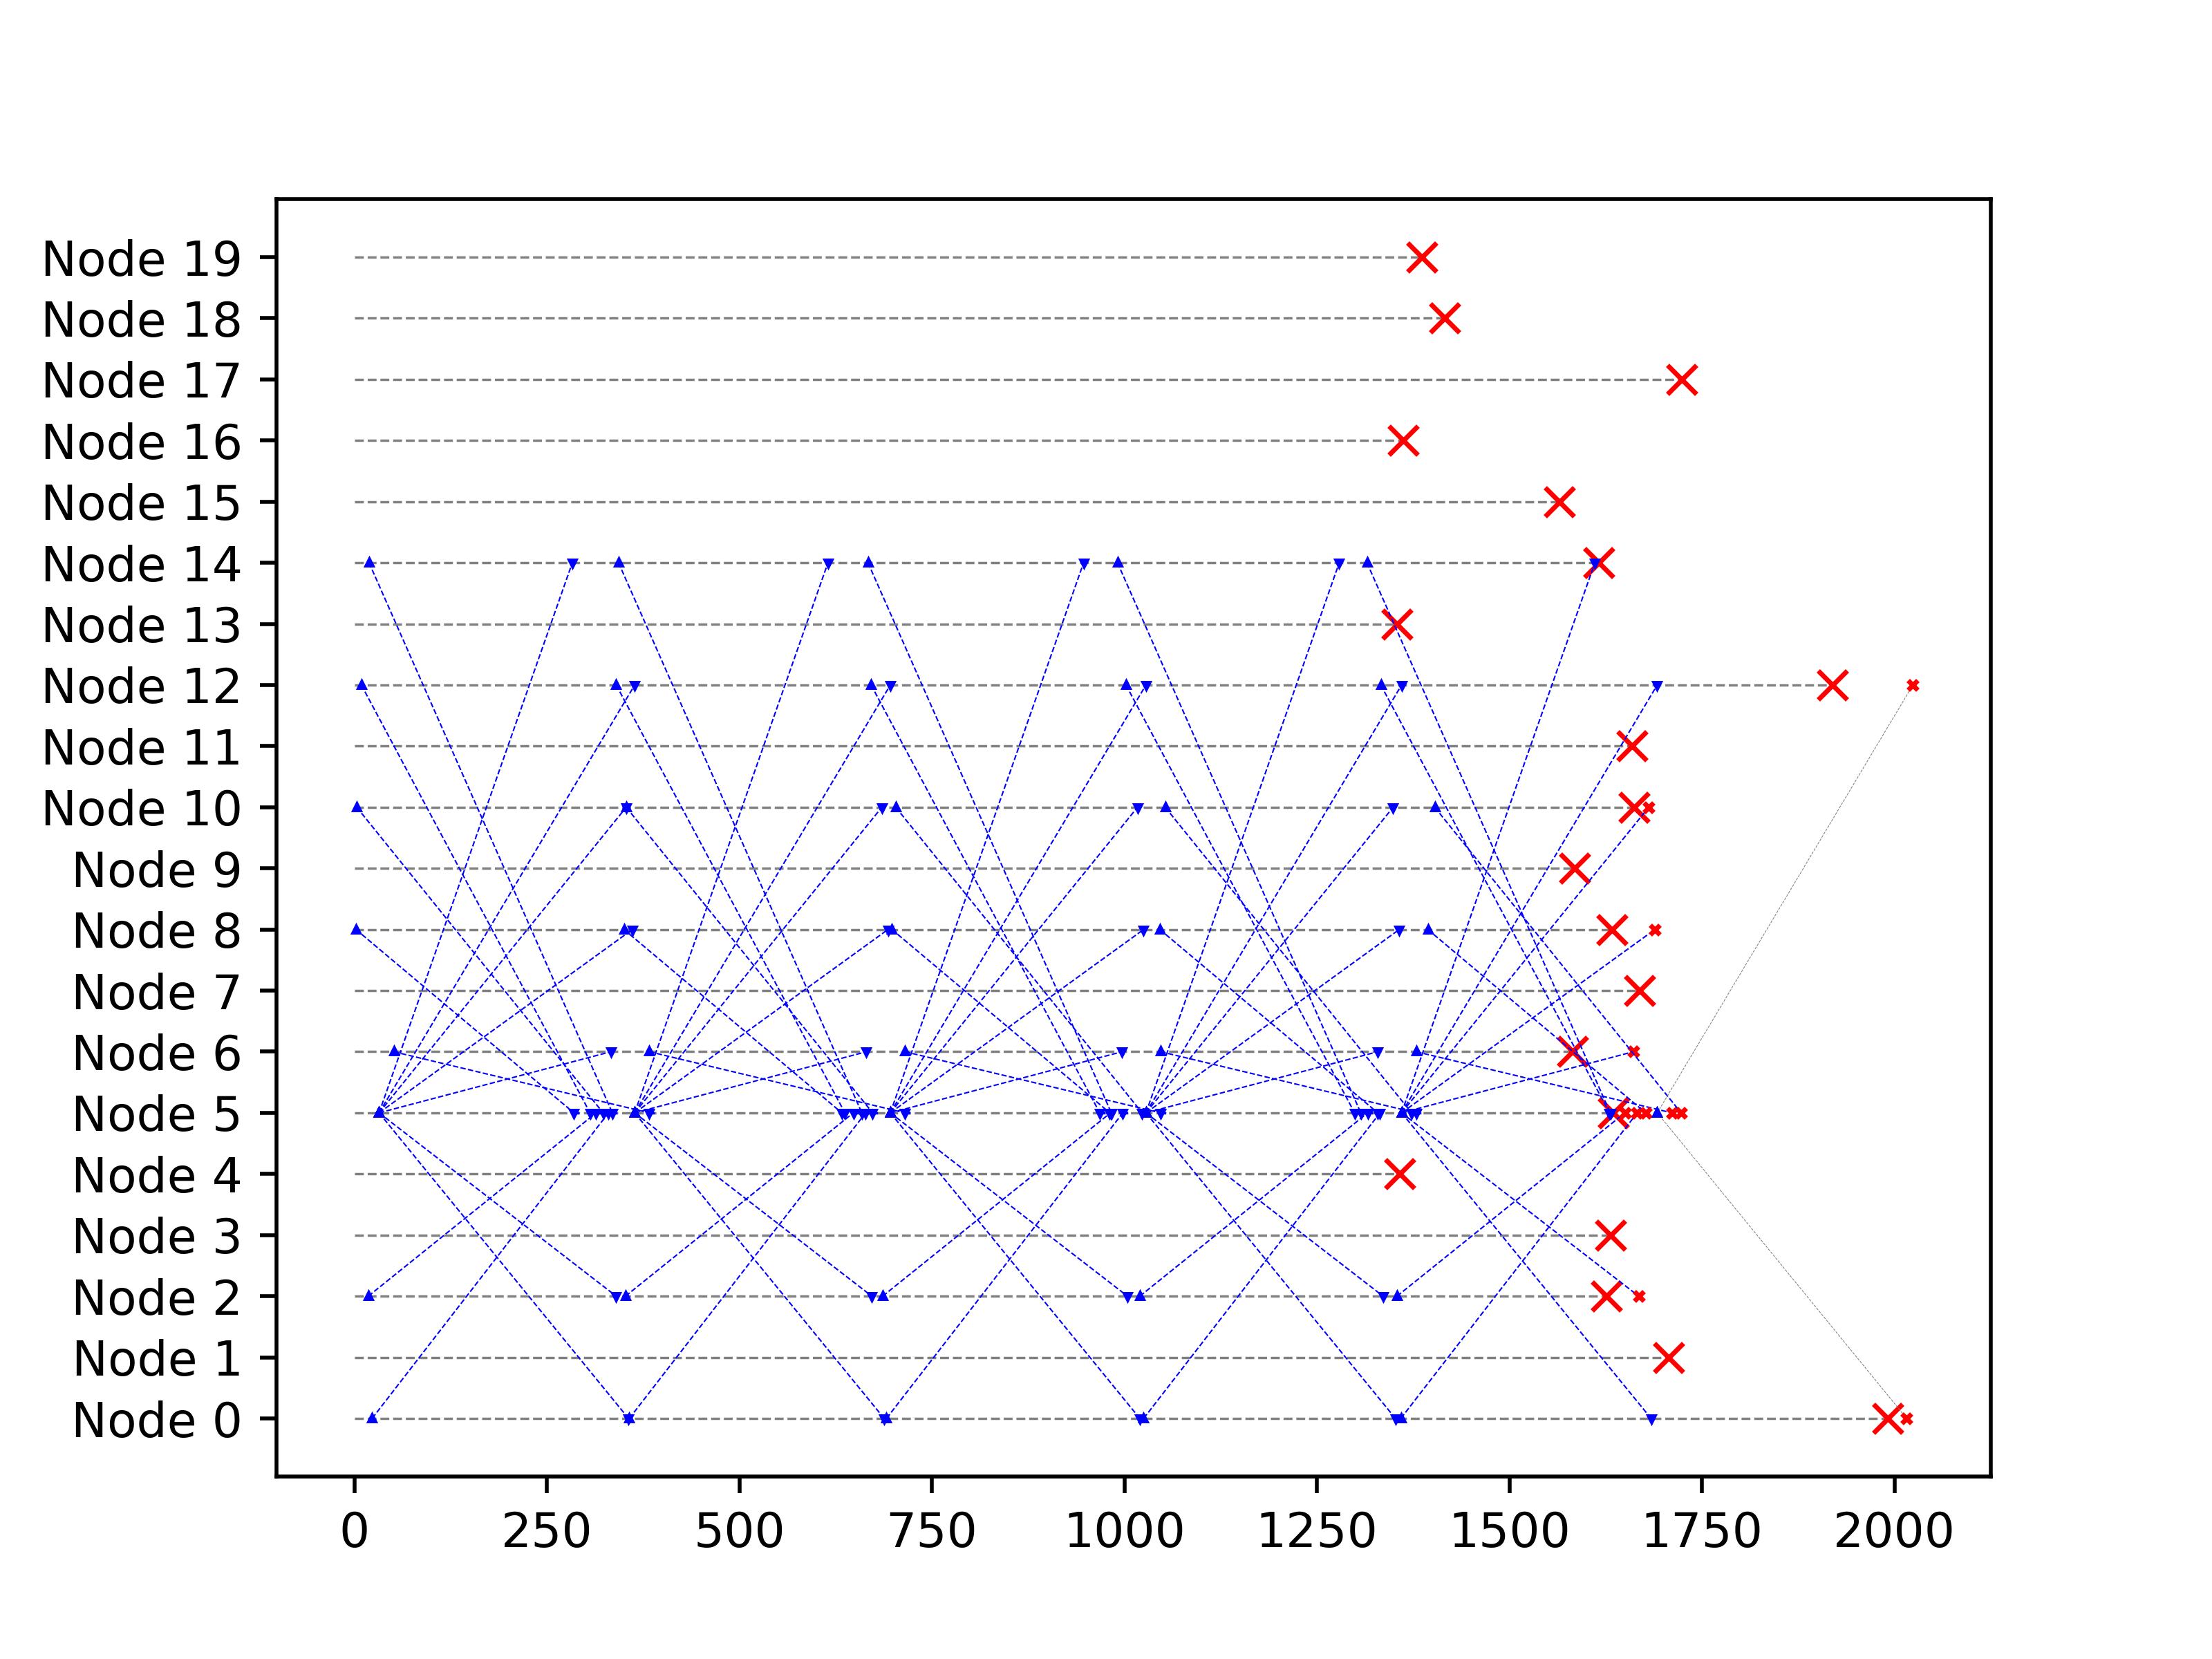 Node 19
Node 18
Node 17
Node 16
Node 15
Node 14
Node 13
Node 12
Node 11
Node 10
Node 9
Node 8
Node 7
Node 6
Node 5
Node 4
Node 3
Node 2
Node 1
Node 0
0 250 500 750 1000 1250 1500 1750 2000